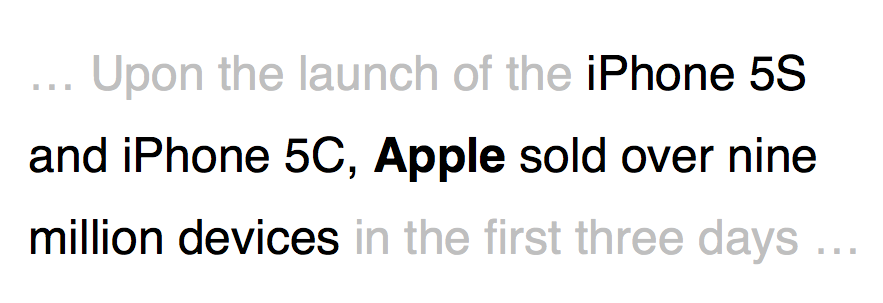 … Upon the launch of the iPhone 5S
and iPhone 5C, Apple sold over nine
million devices in the first three days …